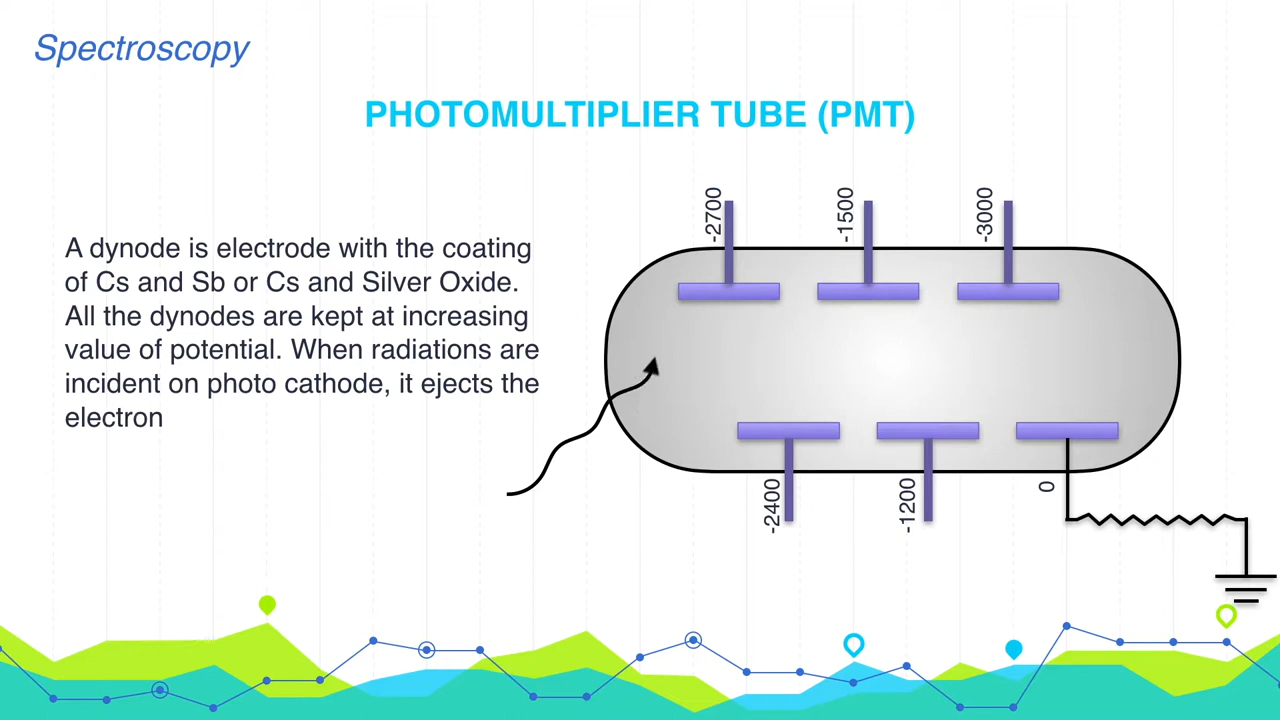 Spectroscopy
PHOTOMULTIPLIER TUBE (PMT)
A dynode is electrode with the coating
of Cs and Sb or Cs and Silver Oxide.
All the dynodes are kept at increasing
value of potential. When radiations are
incident on photo cathode, it ejects the
electron
-2700
-1500
-3000
-2400
-1200
0